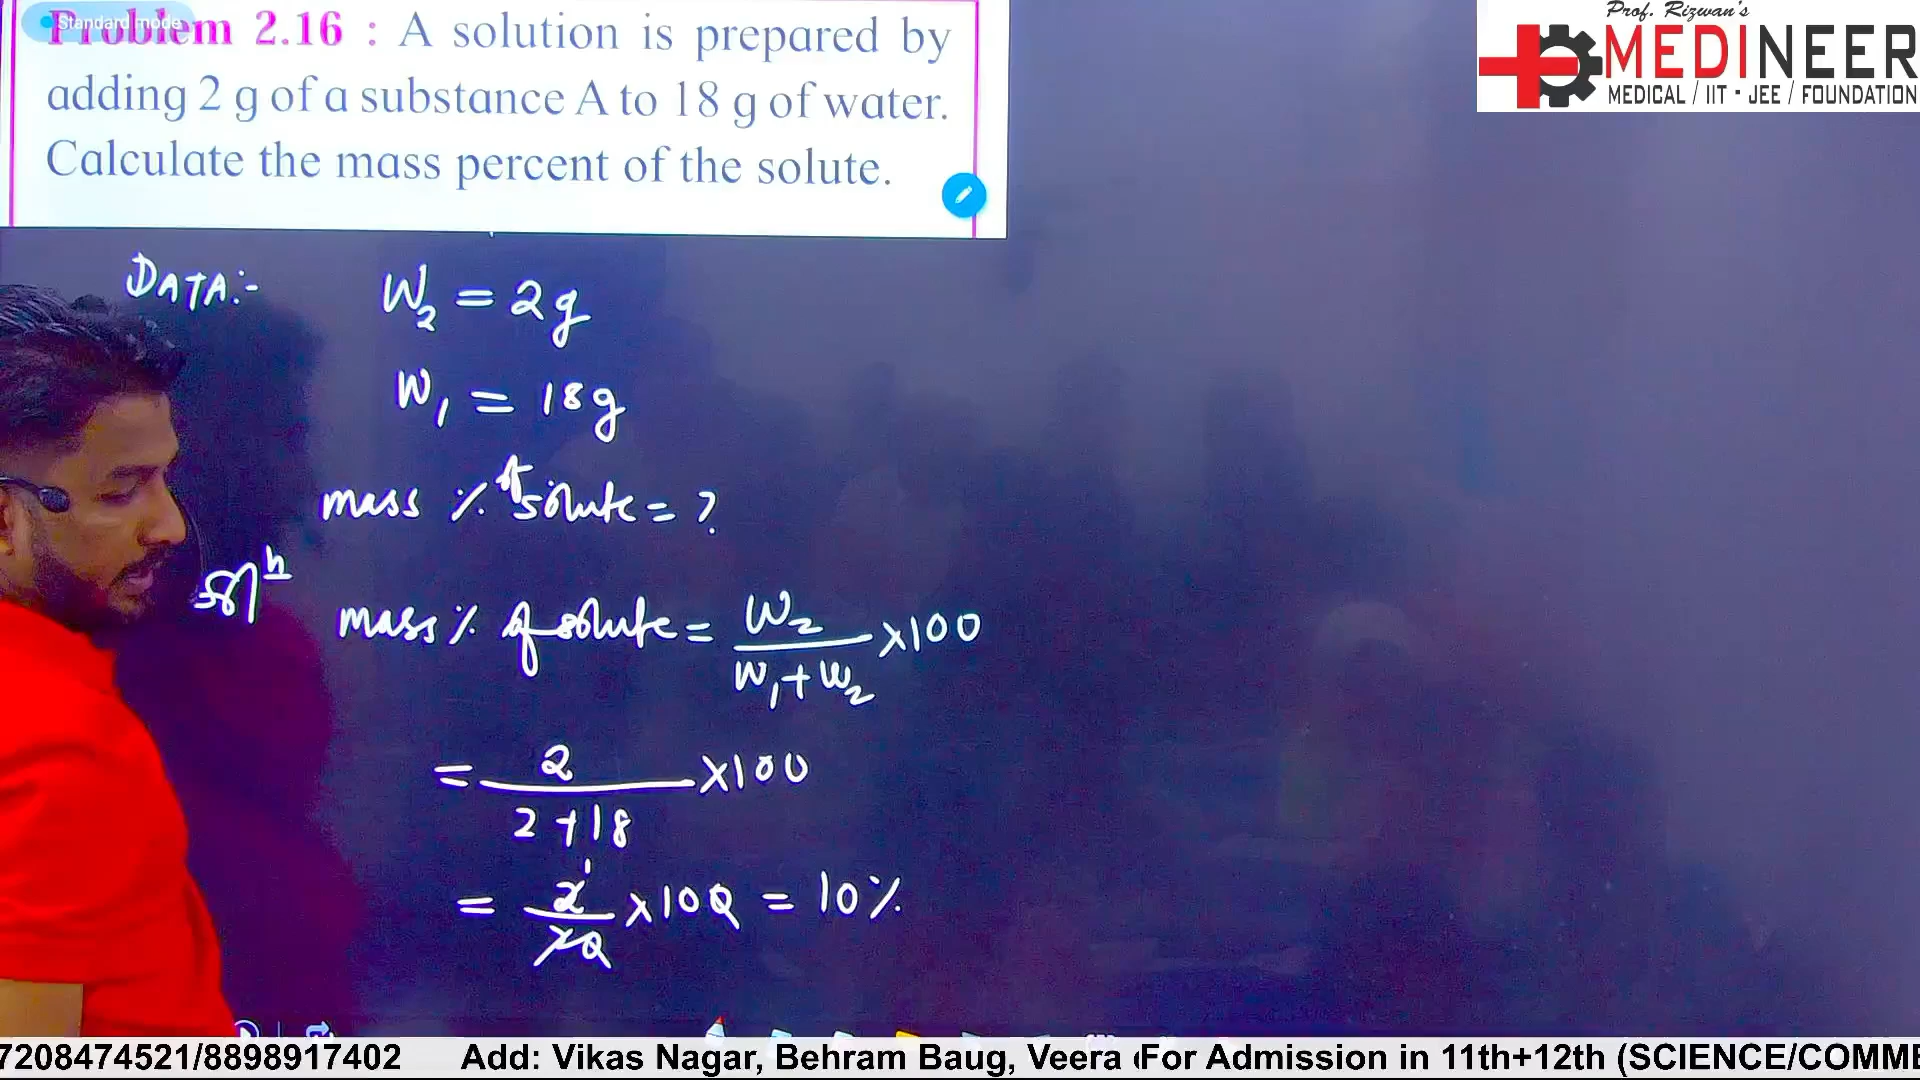 Standard mode
Problem 2.16 : A solution is prepared by
adding 2 g of a substance A to 18 g of water.
Calculate the mass percent of the solute.
Prof. Rizwan's
MEDINEER
MEDICAL / IIT - JEE / FOUNDATION
DATA:- W₂ = 2g
W₁ = 18g
mass % of solute = ?
Solⁿ
mass % of solute = W₂/(W₁+W₂) ×100
= 2/(2+18) ×100
= 2/20 ×100 = 10%
7208474521/8898917402 Add: Vikas Nagar, Behram Baug, Veera For Admission in 11th+12th (SCIENCE/COMME